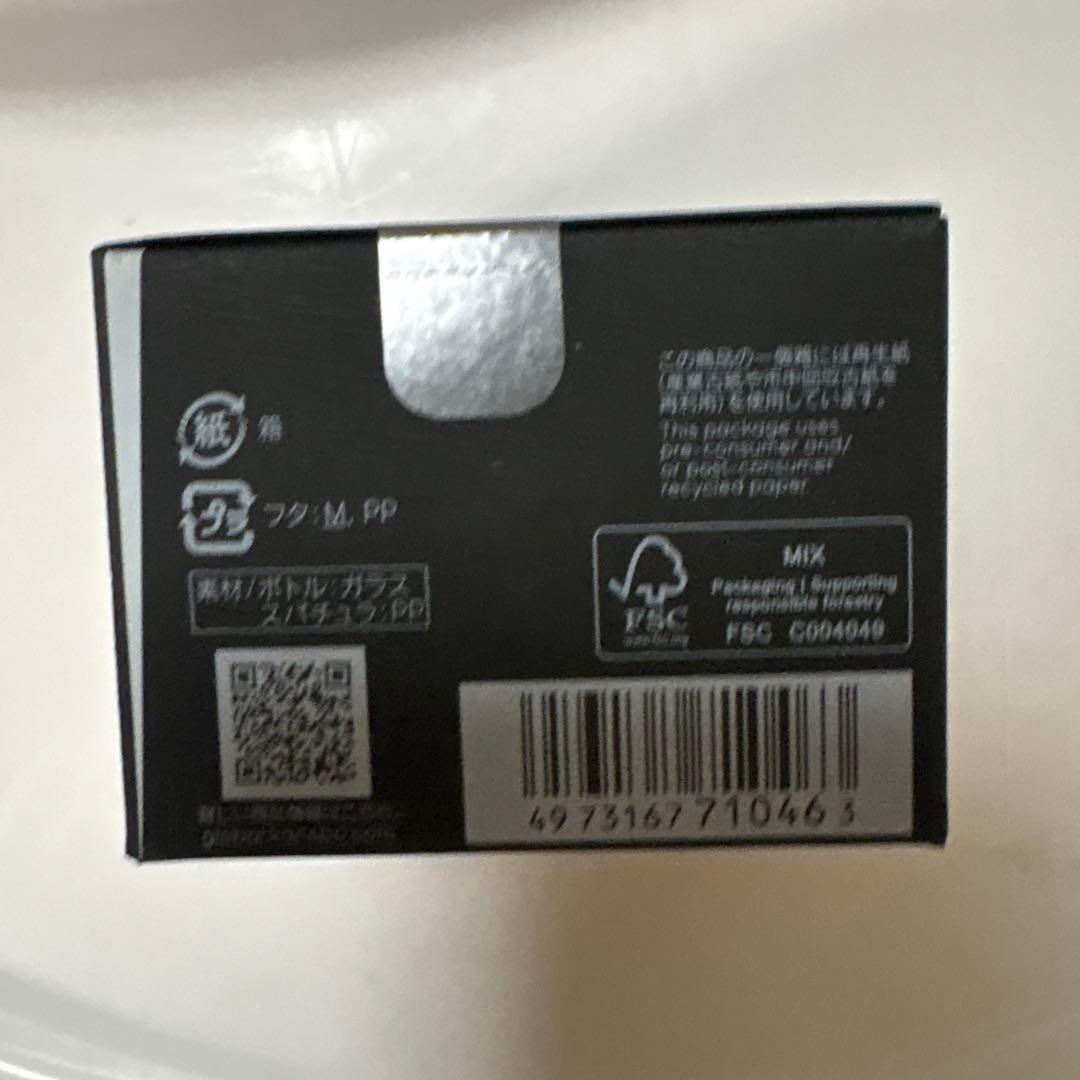 紙 箱
プラ フタ:M, PP
素材/ボトル:ガラス
スパチュラ:PP
この商品の一個箱には再生紙
(産業古紙や市中回収古紙を
再利用)を使用しています。
This package uses
pre-consumer and/
or post-consumer
recycled paper.
FSC
MIX
Packaging | Supporting
responsible forestry
FSC C004049
global.kanebo.com
4973167710463